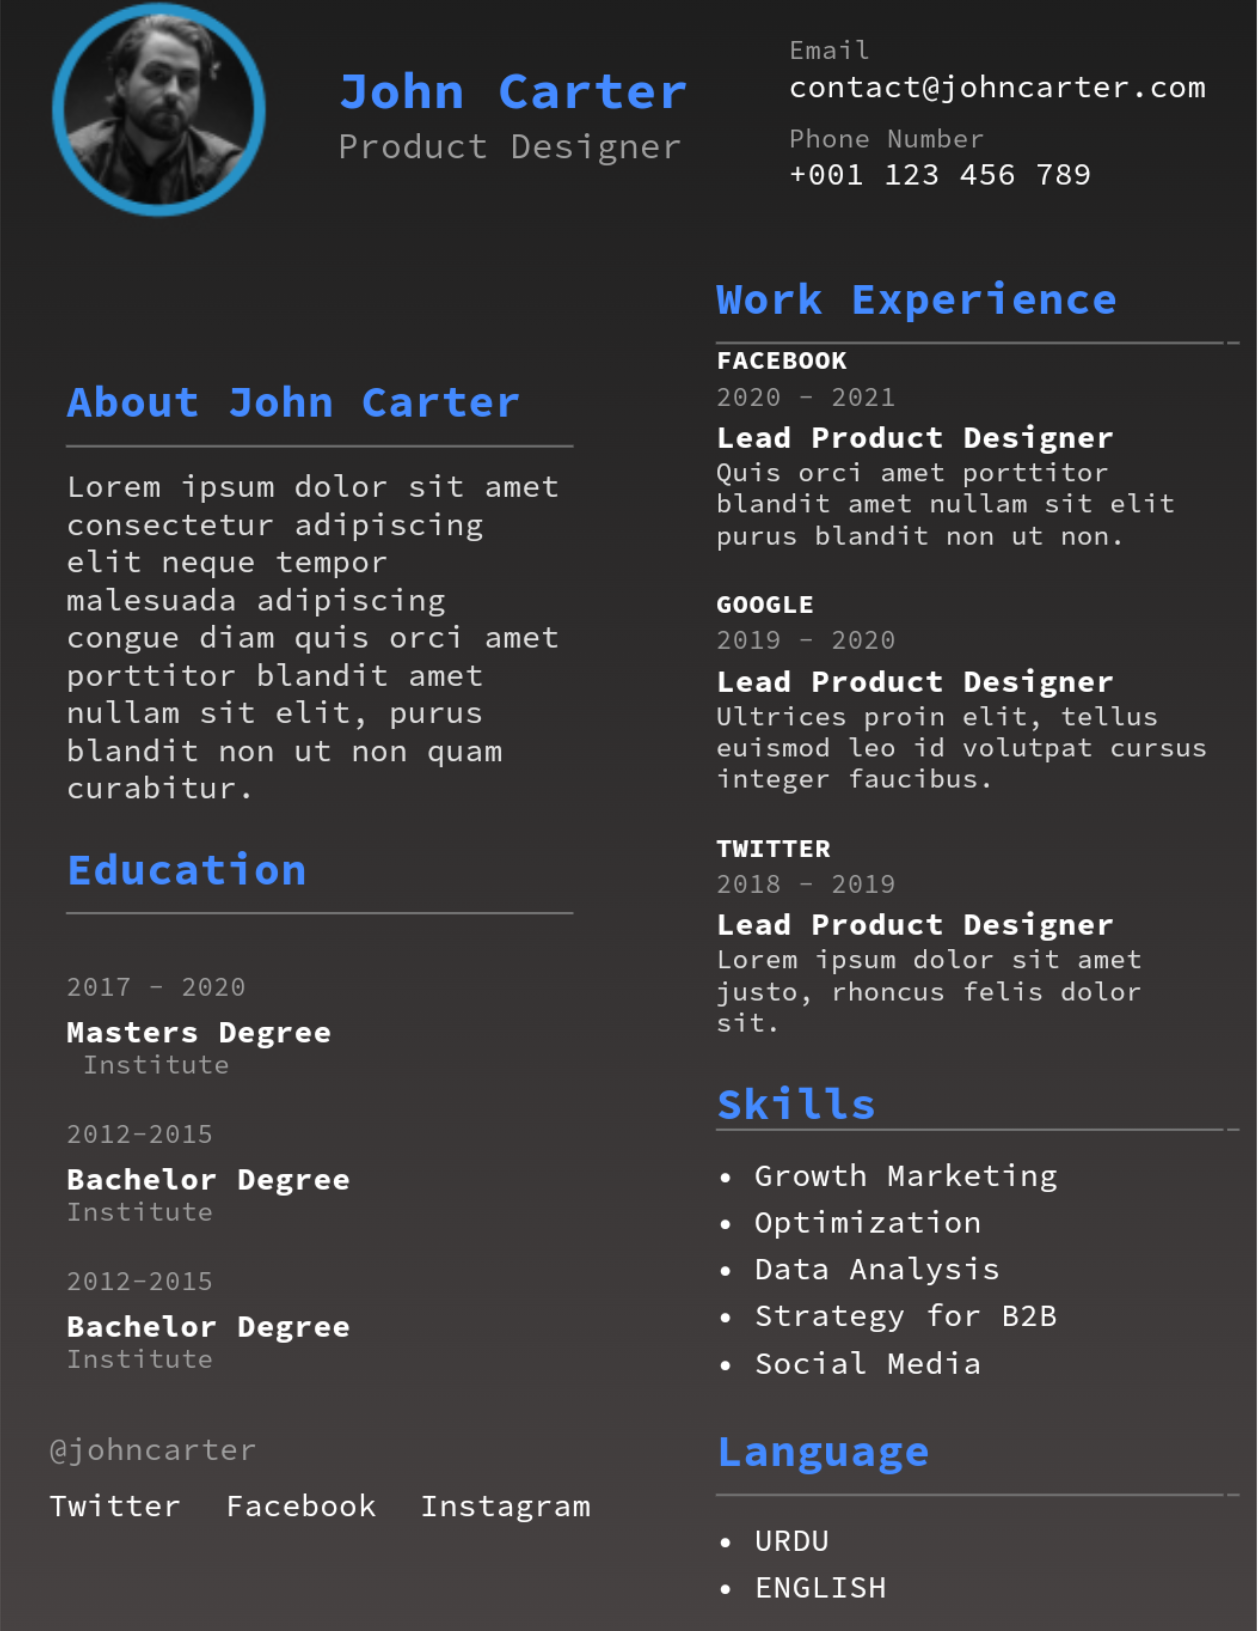 John Carter
Product Designer
Email
contact@johncarter.com
Phone Number
+001 123 456 789
About John Carter
Lorem ipsum dolor sit amet
consectetur adipiscing
elit neque tempor
malesuada adipiscing
congue diam quis orci amet
porttitor blandit amet
nullam sit elit, purus
blandit non ut non quam
curabitur.
Education
2017 - 2020
Masters Degree
Institute
2012-2015
Bachelor Degree
Institute
2012-2015
Bachelor Degree
Institute
@johncarter
Twitter Facebook Instagram
Work Experience
FACEBOOK
2020 - 2021
Lead Product Designer
Quis orci amet porttitor
blandit amet nullam sit elit
purus blandit non ut non.
GOOGLE
2019 - 2020
Lead Product Designer
Ultrices proin elit, tellus
euismod leo id volutpat cursus
integer faucibus.
TWITTER
2018 - 2019
Lead Product Designer
Lorem ipsum dolor sit amet
justo, rhoncus felis dolor
sit.
Skills
• Growth Marketing
• Optimization
• Data Analysis
• Strategy for B2B
• Social Media
Language
• URDU
• ENGLISH